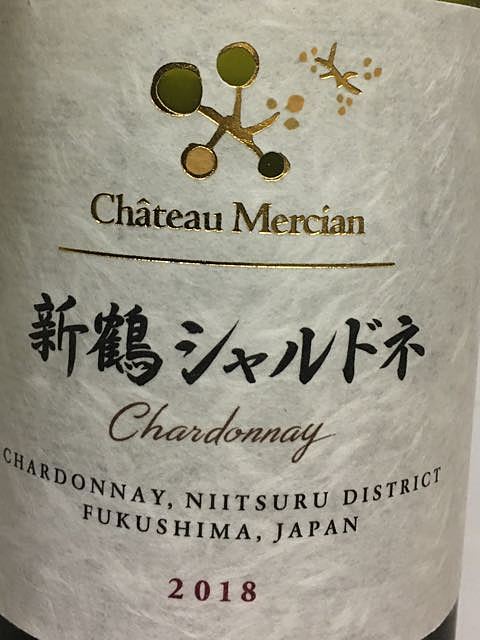 Château Mercian
新鶴シャルドネ
Chardonnay
CHARDONNAY, NIITSURU DISTRICT
FUKUSHIMA, JAPAN
2018